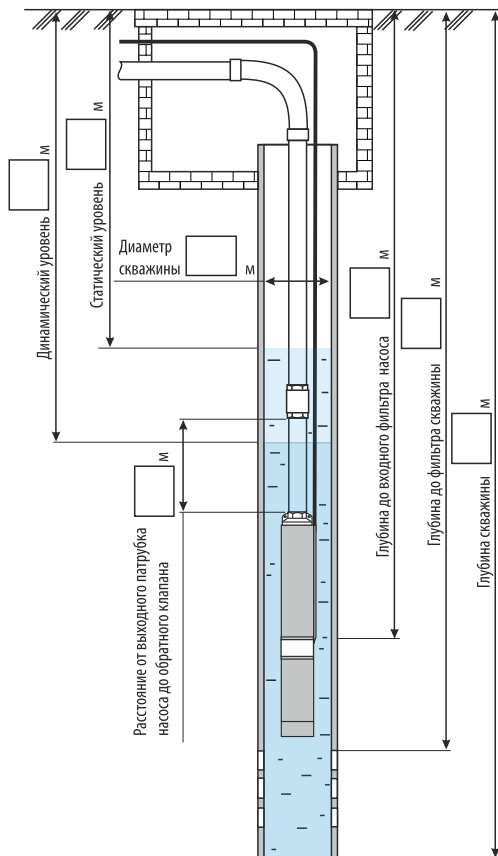 Динамический уровень
м
Статический уровень
м
Диаметр
скважины
м
Расстояние от выходного патрубка
насоса до обратного клапана
м
Глубина до входного фильтра насоса
м
Глубина до фильтра скважины
м
Глубина скважины
м